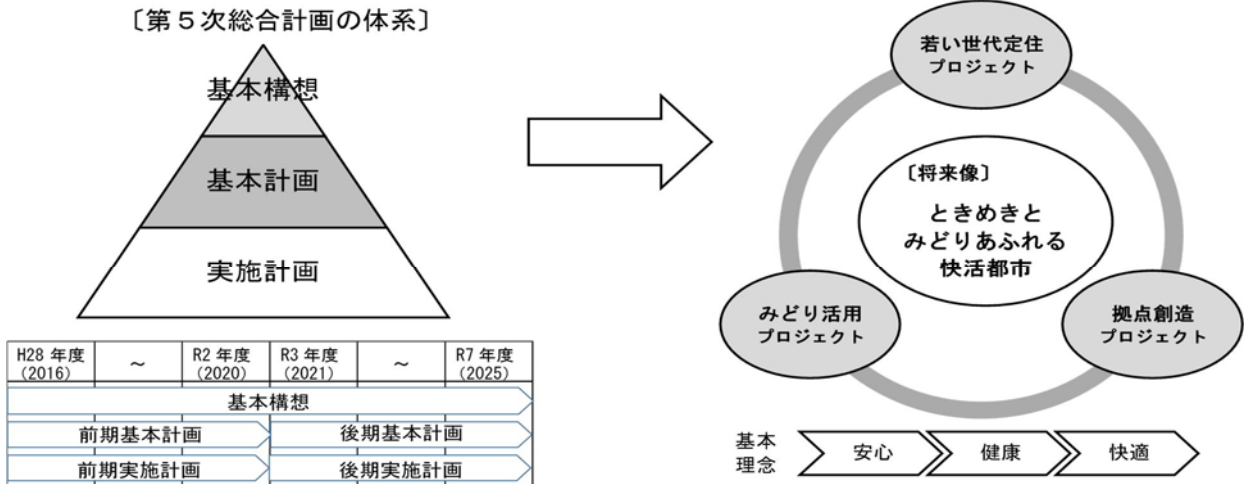 〔第５次総合計画の体系〕
基本構想
基本計画
実施計画
H28 年度 ～ R2 年度 R3 年度 ～ R7 年度
(2016) (2020) (2021) (2025)
基本構想
前期基本計画 後期基本計画
前期実施計画 後期実施計画
若い世代定住
プロジェクト
〔将来像〕
ときめきと
みどりあふれる
快活都市
みどり活用
プロジェクト
拠点創造
プロジェクト
基本
理念
安心 健康 快適